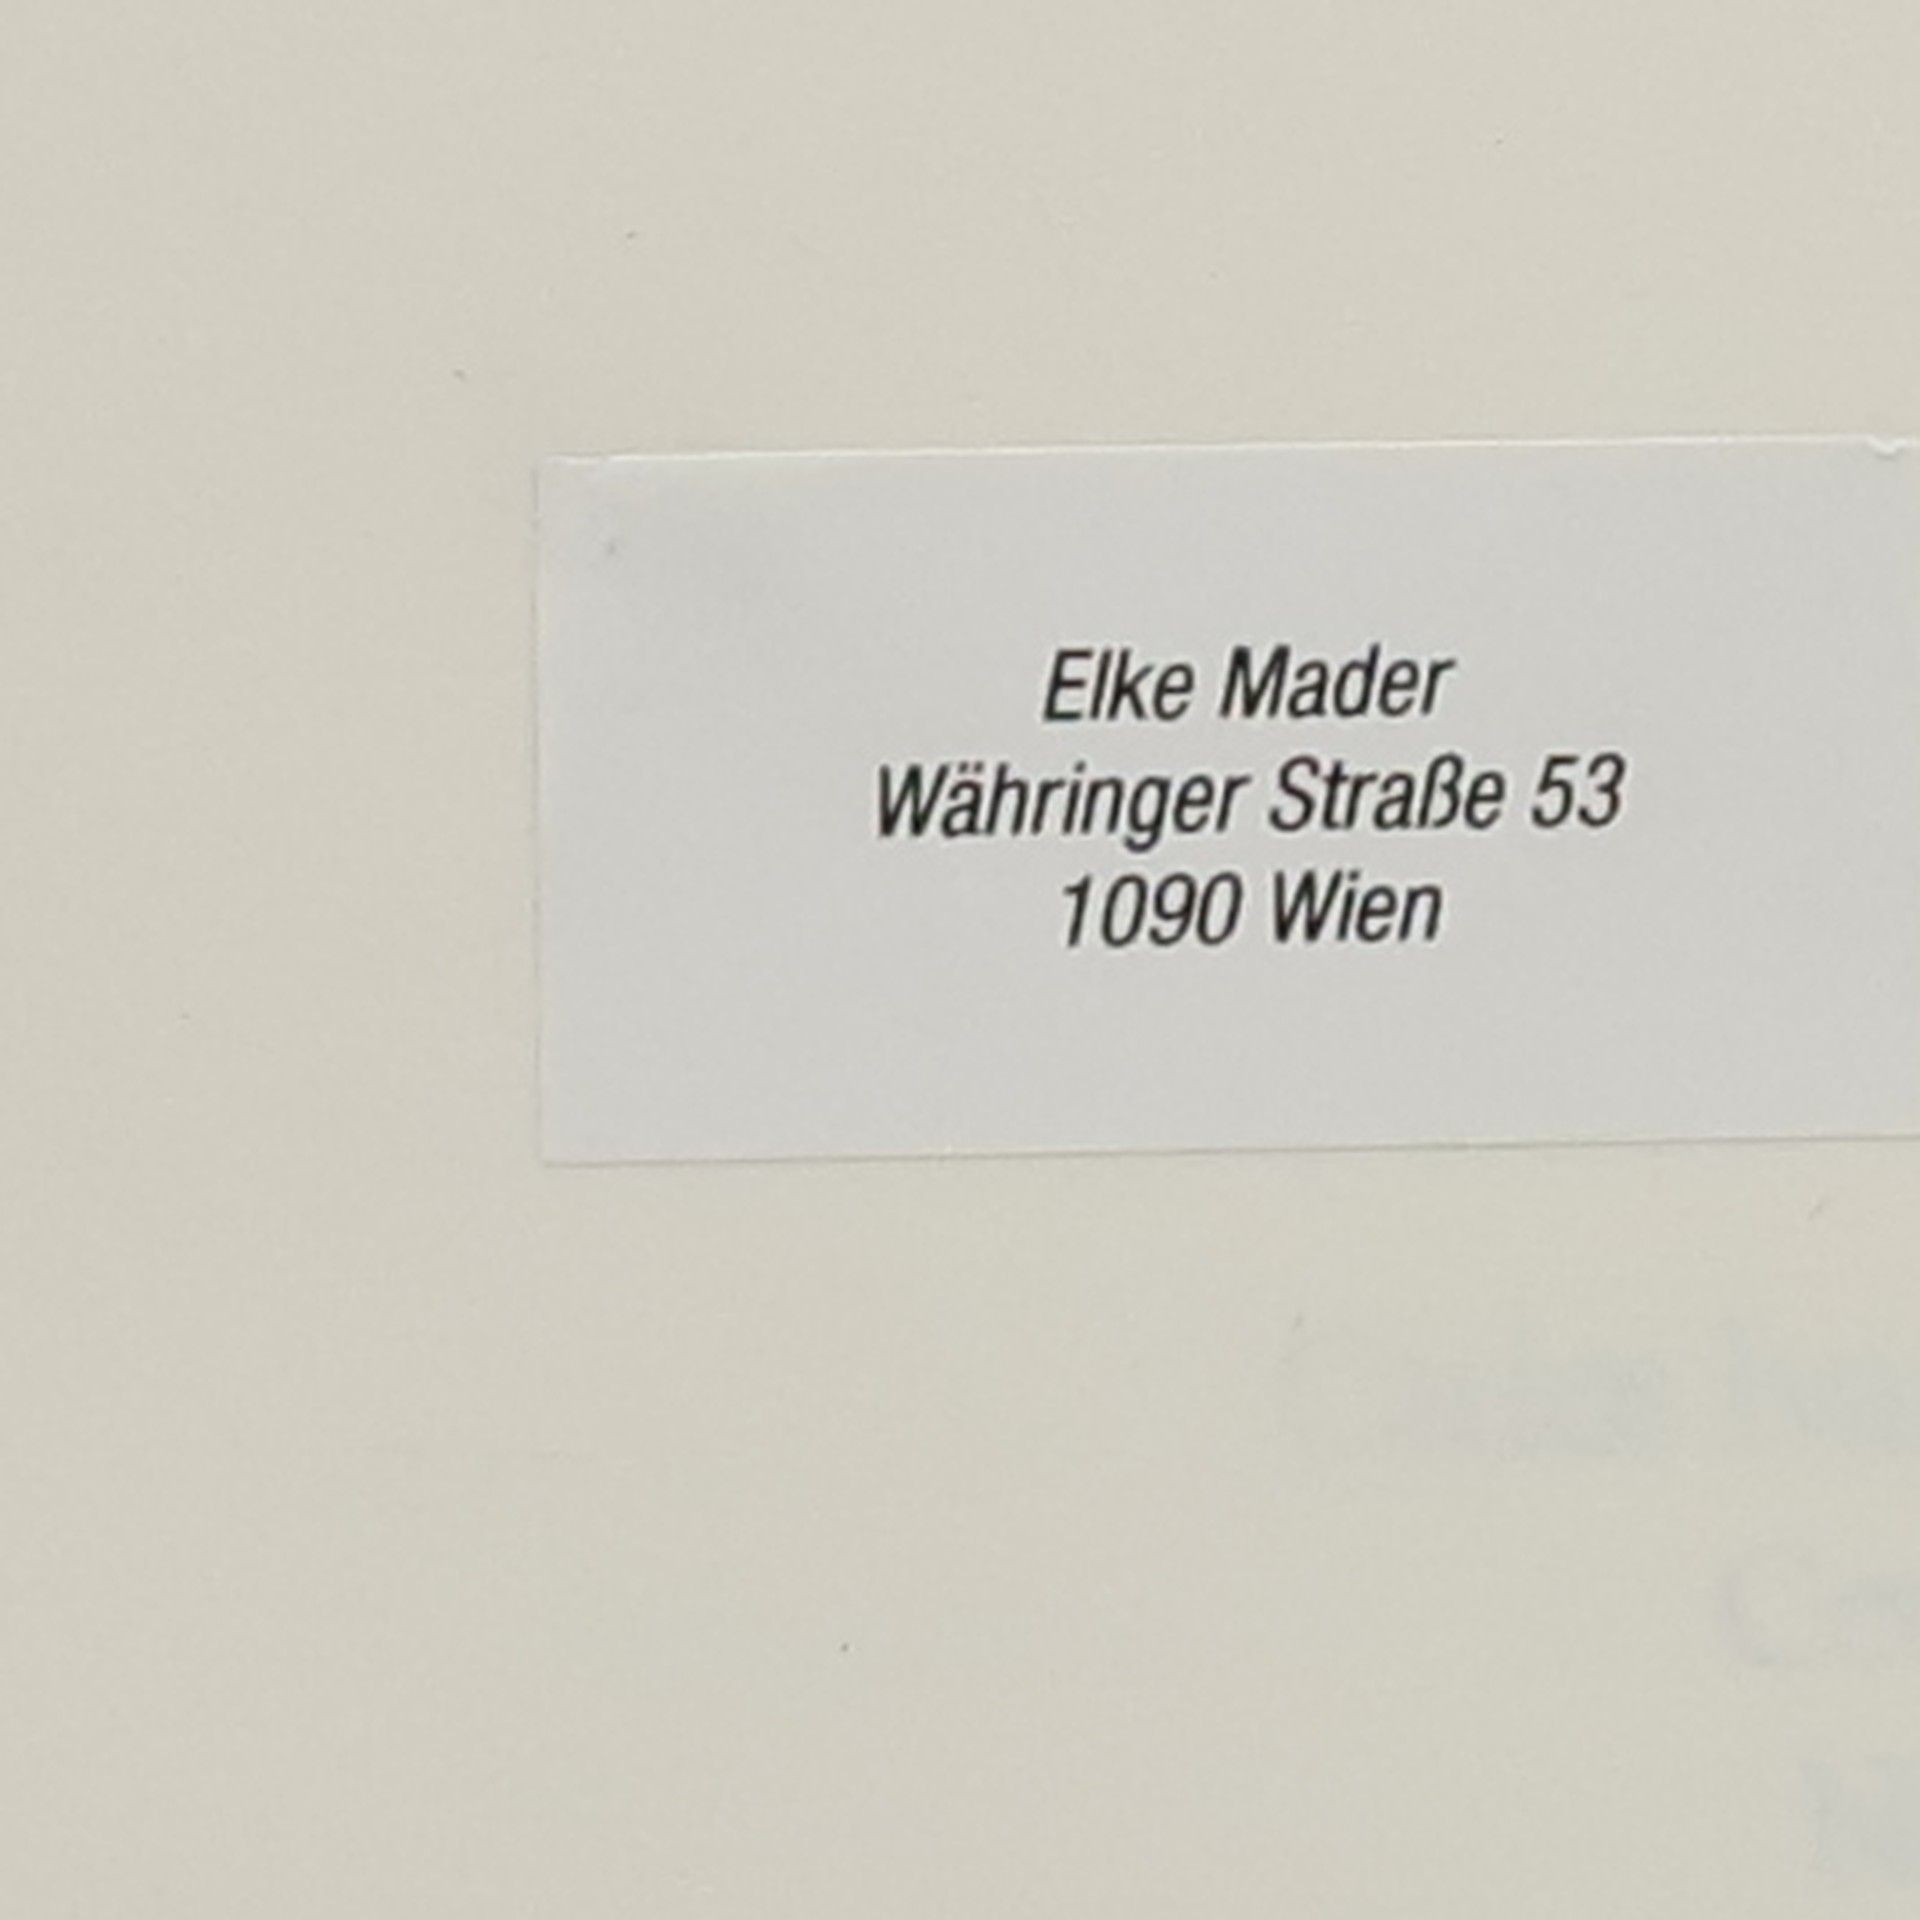 Elke Mader
Währinger Straße 53
1090 Wien